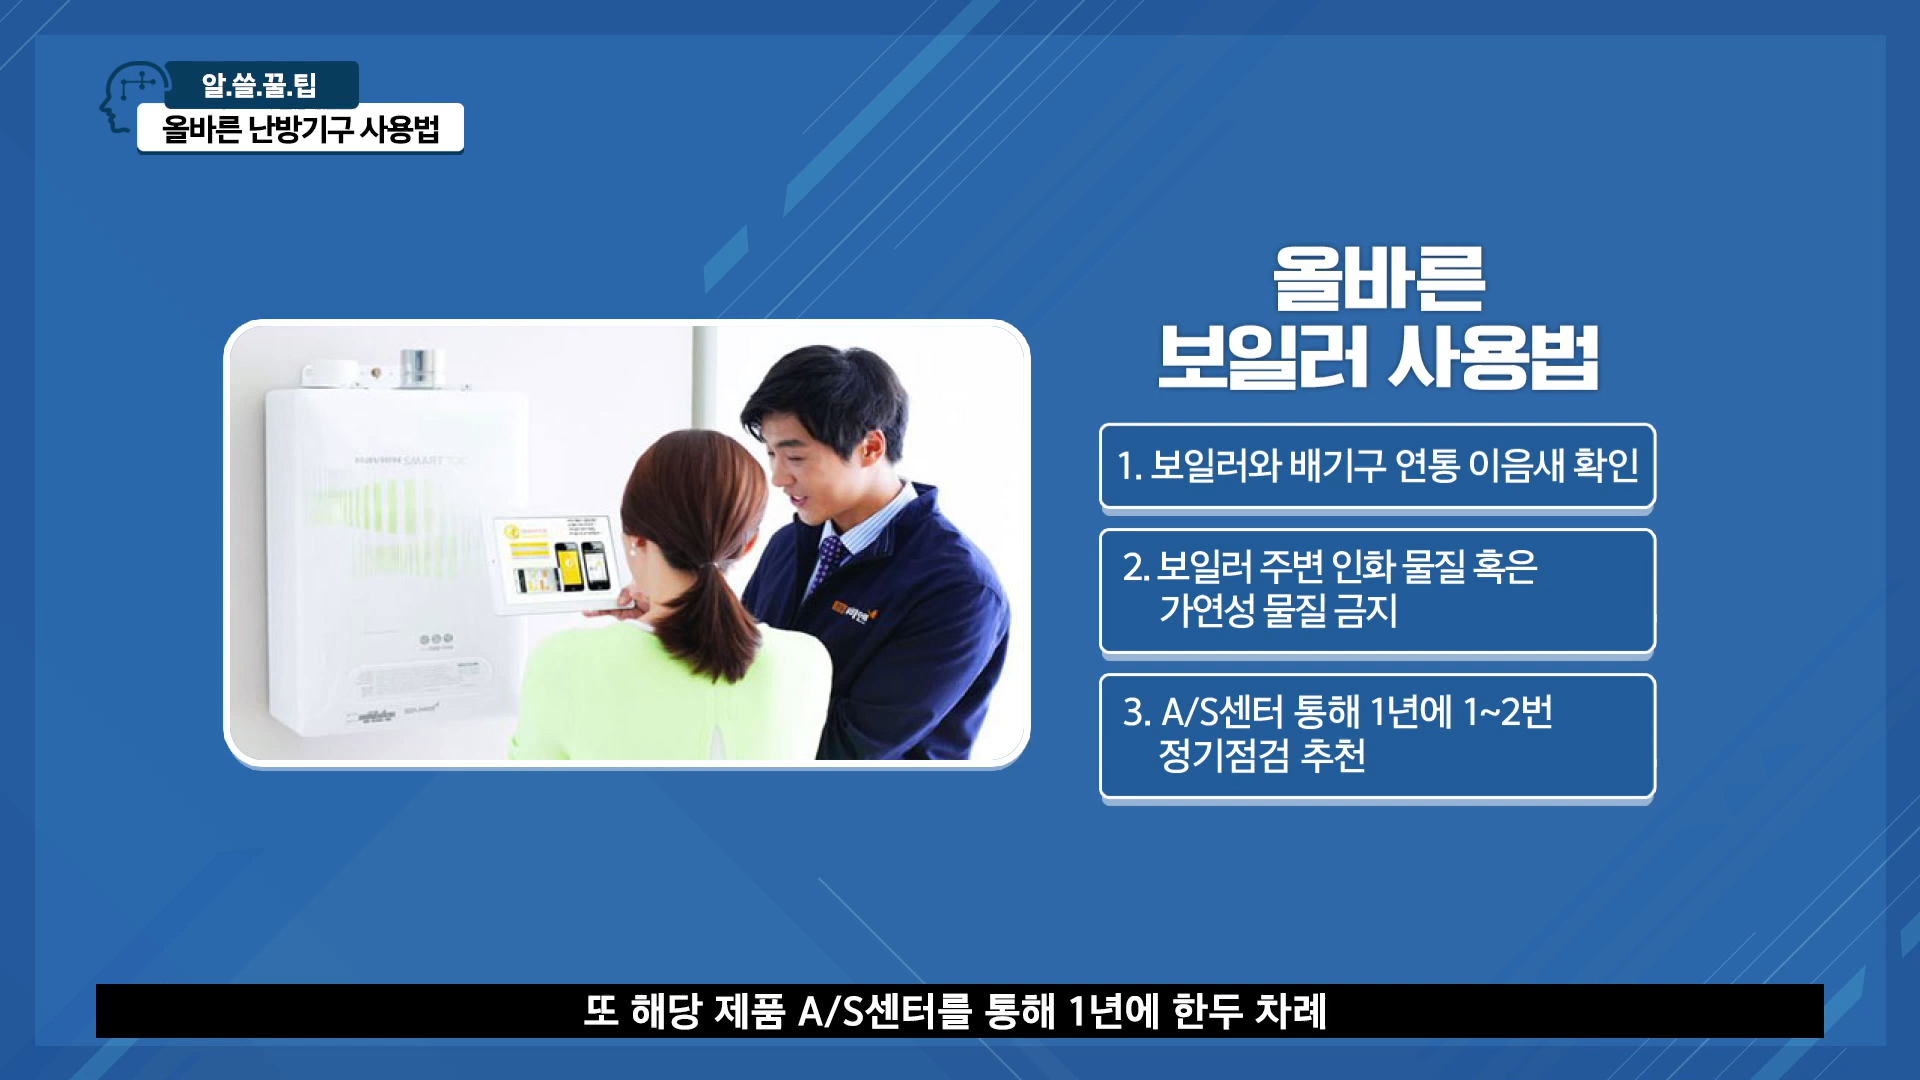 알.쓸.꿀.팁
올바른 난방기구 사용법
올바른
보일러 사용법
1. 보일러와 배기구 연통 이음새 확인
2. 보일러 주변 인화 물질 혹은
가연성 물질 금지
3. A/S센터 통해 1년에 1~2번
정기점검 추천
또 해당 제품 A/S센터를 통해 1년에 한두 차례